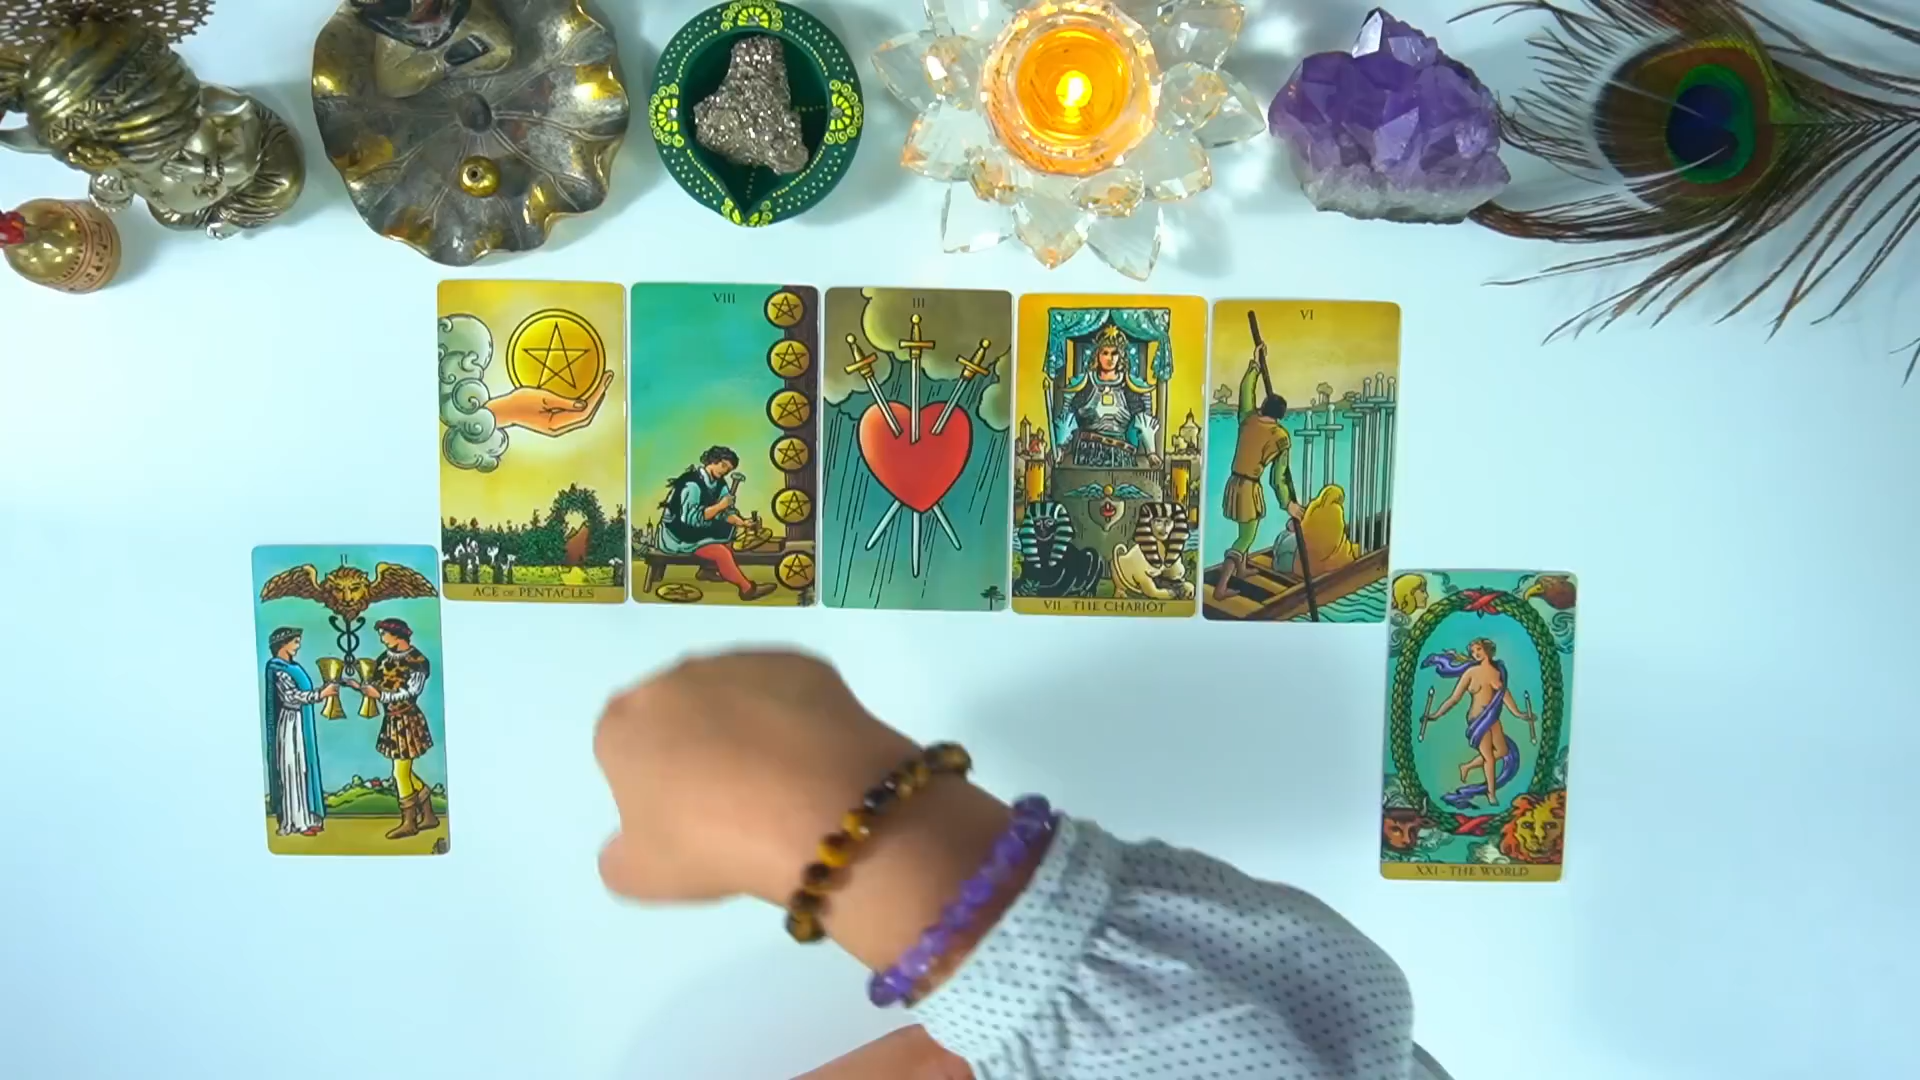 VIII
III
VI
ACE OF PENTACLES
VII - THE CHARIOT
II
XXI - THE WORLD